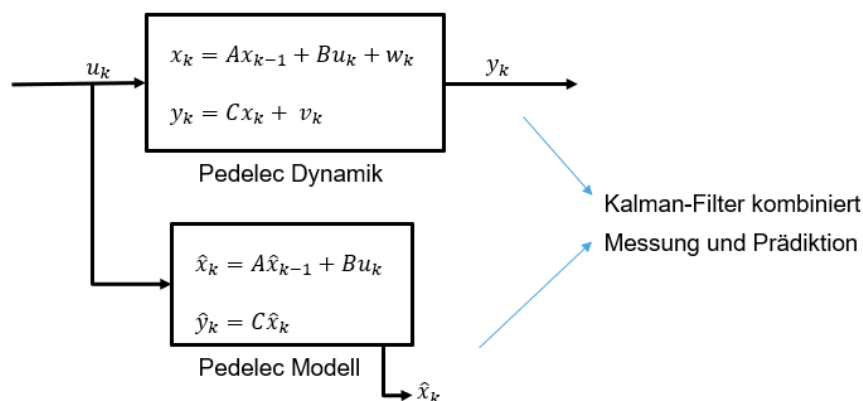 u_k
x_k = Ax_{k-1} + Bu_k + w_k
y_k = Cx_k + v_k
y_k
Pedelec Dynamik
Kalman-Filter kombiniert
Messung und Prädiktion
x̂_k = Ax̂_{k-1} + Bu_k
ŷ_k = Cx̂_k
Pedelec Modell
x̂_k